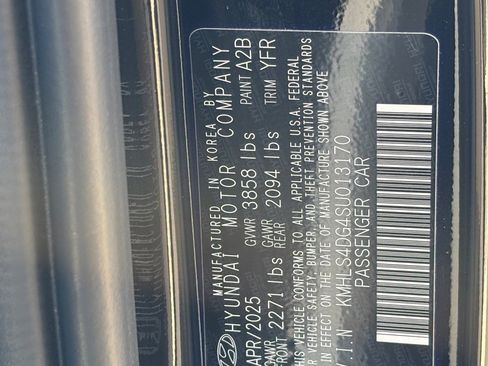 MANUFACTURED IN KOREA BY
HYUNDAI MOTOR COMPANY
APR/2025 GVWR 3858 lbs PAINT A2B
GAWR FRONT 2271 lbs GAWR REAR 2094 lbs TRIM YFR
THIS VEHICLE CONFORMS TO ALL APPLICABLE U.S.A. FEDERAL
VEHICLE SAFETY, BUMPER, AND THEFT PREVENTION STANDARDS
IN EFFECT ON THE DATE OF MANUFACTURE SHOWN ABOVE
V.I.N KMHLS4DG4SU013170
PASSENGER CAR